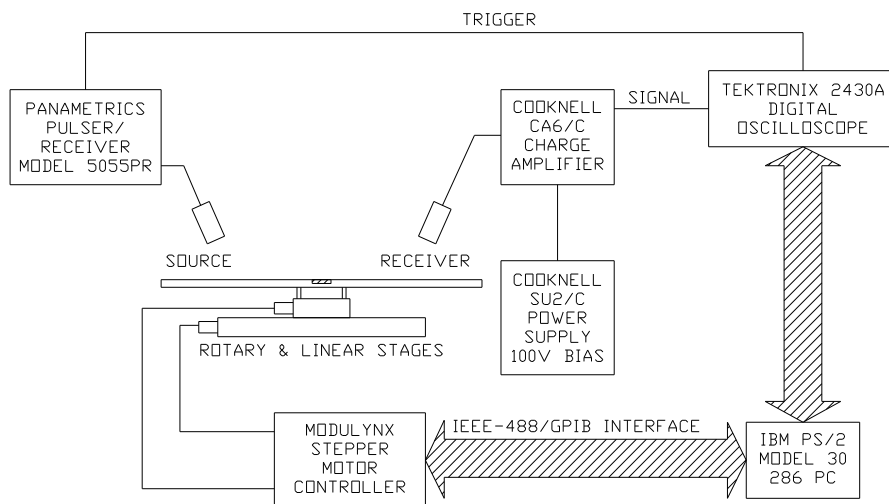 TRIGGER
PANAMETRICS
PULSER/
RECEIVER
MODEL 5055PR
COOKNELL
CA6/C
CHARGE
AMPLIFIER
SIGNAL
TEKTRONIX 2430A
DIGITAL
OSCILLOSCOPE
SOURCE
RECEIVER
COOKNELL
SU2/C
POWER
SUPPLY
100V BIAS
ROTARY & LINEAR STAGES
MODULYNX
STEPPER
MOTOR
CONTROLLER
IEEE-488/GPIB INTERFACE
IBM PS/2
MODEL 30
286 PC